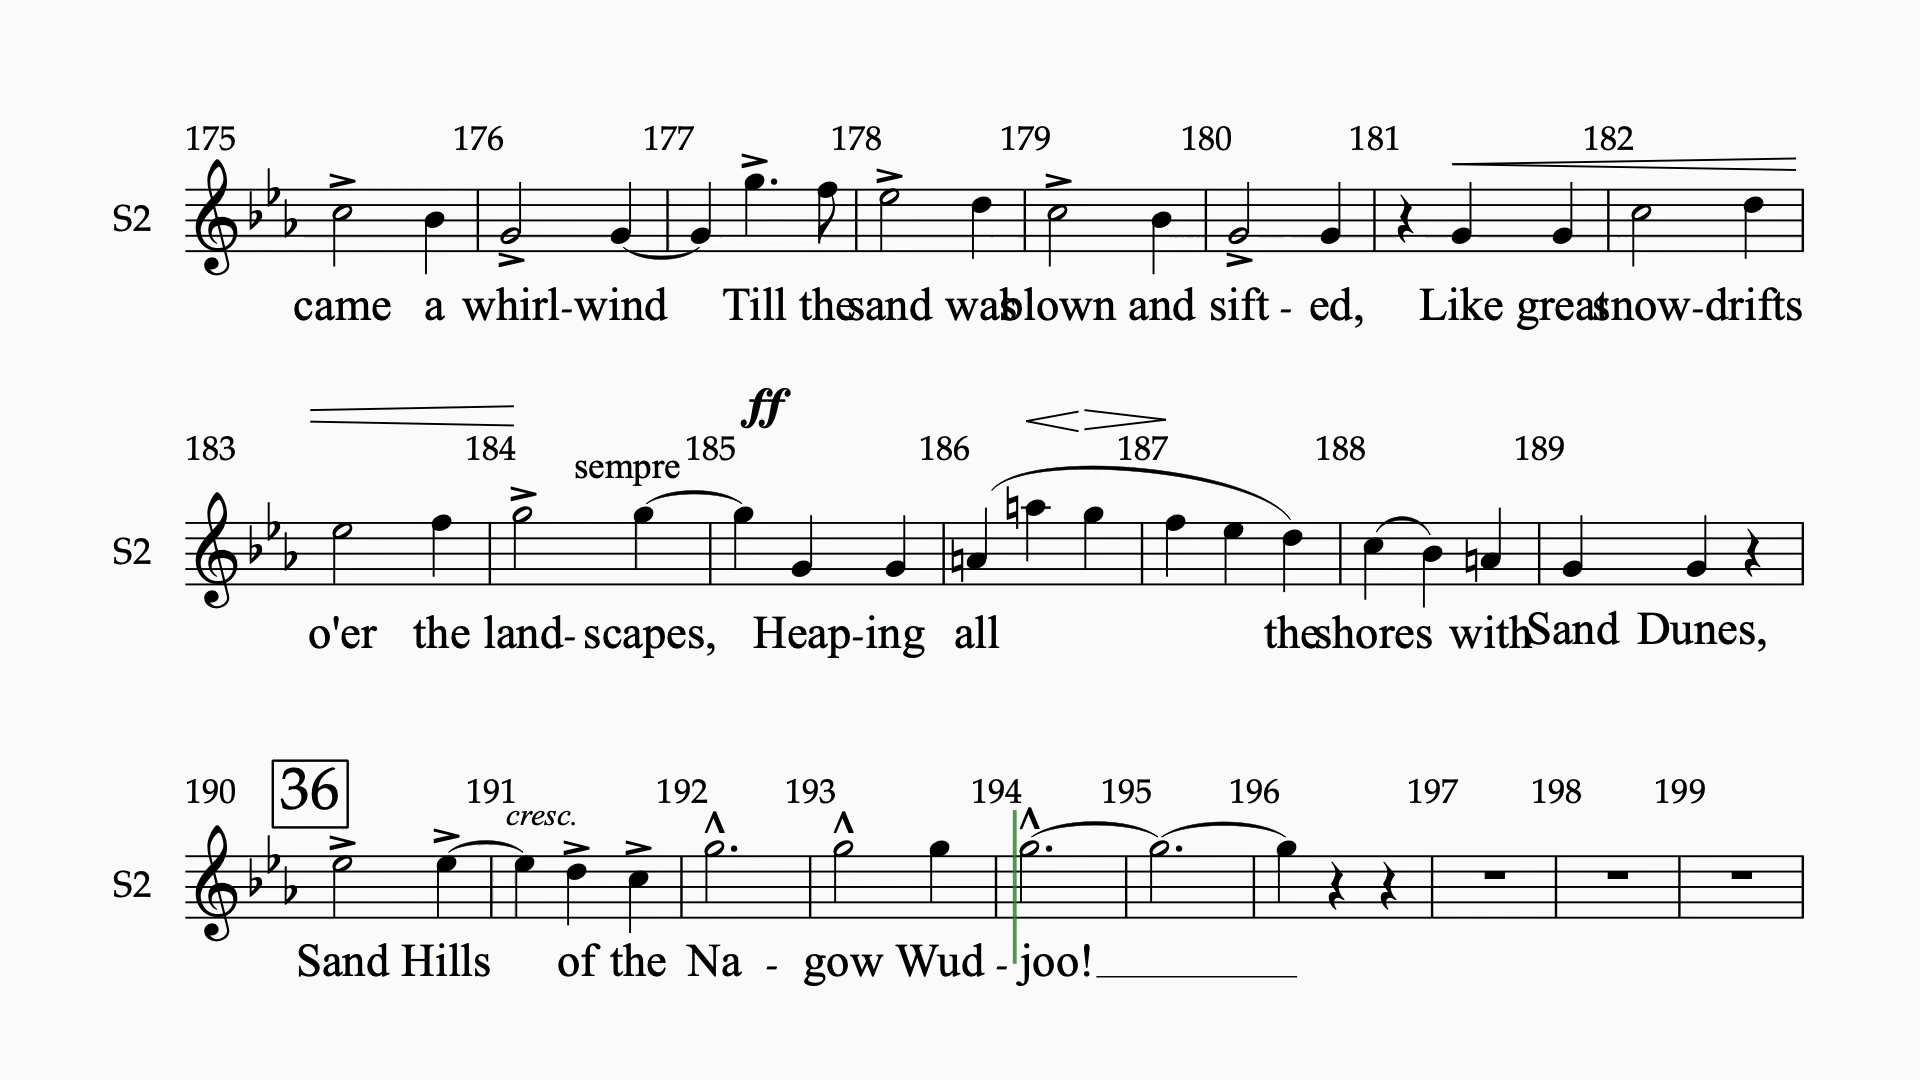 175 176 177 178 179 180 181 182
S2
came a whirl-wind Till the sand was blown and sift - ed, Like great snow-drifts
ff
183 184 185 186 187 188 189
sempre
S2
o'er the land-scapes, Heap-ing all the shores with Sand Dunes,
190 36 191 192 193 194 195 196 197 198 199
cresc.
S2
Sand Hills of the Na - gow Wud - joo!